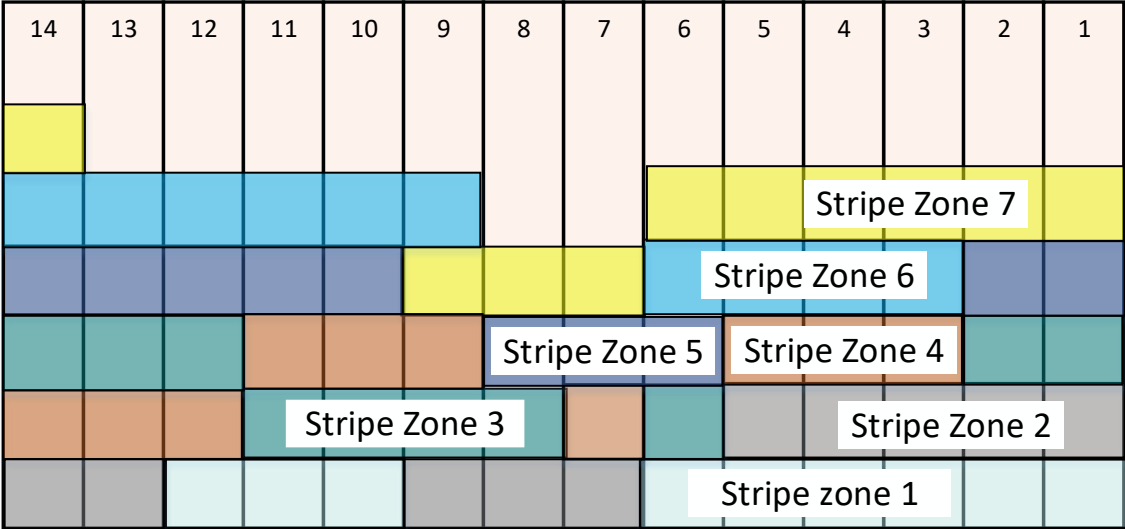 14 13 12 11 10 9 8 7 6 5 4 3 2 1
Stripe Zone 7
Stripe Zone 6
Stripe Zone 5 Stripe Zone 4
Stripe Zone 3 Stripe Zone 2
Stripe zone 1